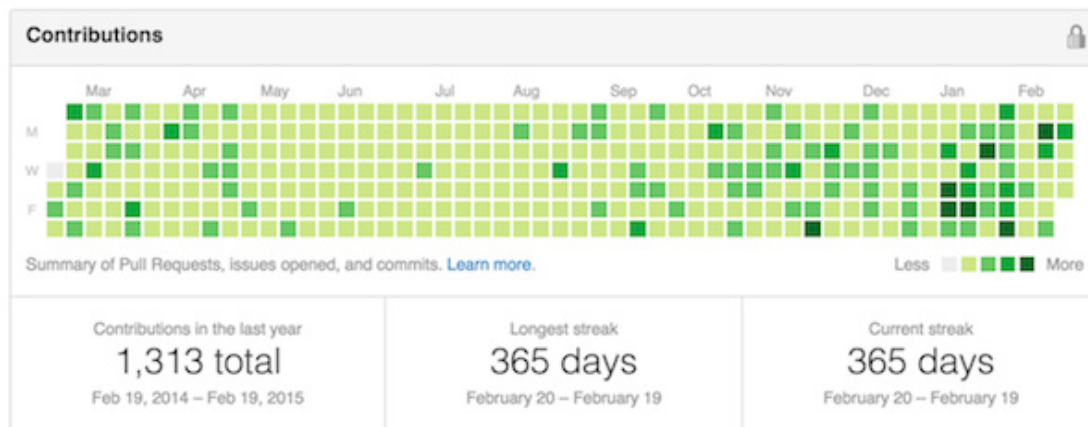 Contributions
Mar Apr May Jun Jul Aug Sep Oct Nov Dec Jan Feb
M
W
F
Summary of Pull Requests, issues opened, and commits. Learn more.
Less More
Contributions in the last year
1,313 total
Feb 19, 2014 – Feb 19, 2015
Longest streak
365 days
February 20 – February 19
Current streak
365 days
February 20 – February 19